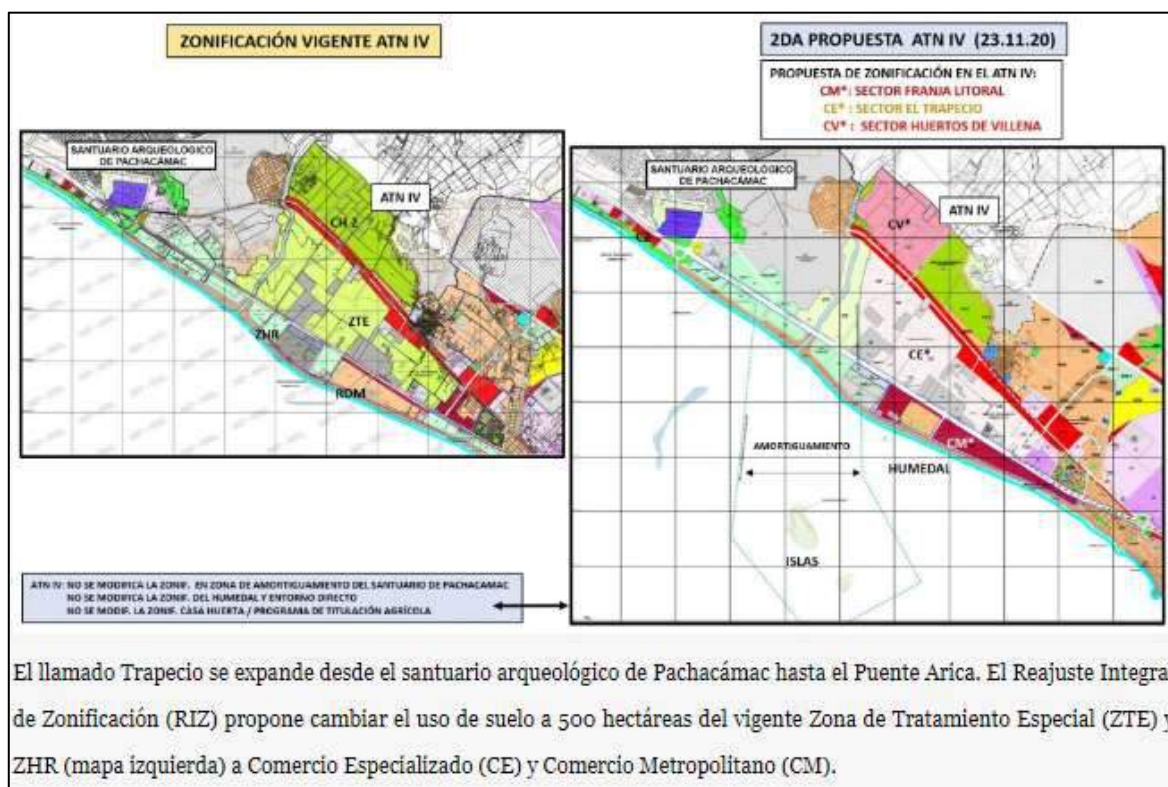 ZONIFICACIÓN VIGENTE ATN IV
2DA PROPUESTA ATN IV (23.11.20)
PROPUESTA DE ZONIFICACIÓN EN EL ATN IV:
CM*: SECTOR FRANJA LITORAL
CE* : SECTOR EL TRAPECIO
CV* : SECTOR HUERTOS DE VILLENA
SANTUARIO ARQUEOLÓGICO
DE PACHACÁMAC
ATN IV
CH 2
ZTE
ZHR
RDM
SANTUARIO ARQUEOLOGICO
DE PACHACÁMAC
ATN IV
CV*
CE*
CM*
AMORTIGUAMIENTO
HUMEDAL
ISLAS
ATN IV: NO SE MODIFICA LA ZONIF. EN ZONA DE AMORTIGUAMIENTO DEL SANTUARIO DE PACHACAMAC
NO SE MODIFICA LA ZONIF. DEL HUMEDAL Y ENTORNO DIRECTO
NO SE MODIF. LA ZONIF. CASA HUERTA / PROGRAMA DE TITULACIÓN AGRÍCOLA
El llamado Trapecio se expande desde el santuario arqueológico de Pachacámac hasta el Puente Arica. El Reajuste Integra
de Zonificación (RIZ) propone cambiar el uso de suelo a 500 hectáreas del vigente Zona de Tratamiento Especial (ZTE) y
ZHR (mapa izquierda) a Comercio Especializado (CE) y Comercio Metropolitano (CM).